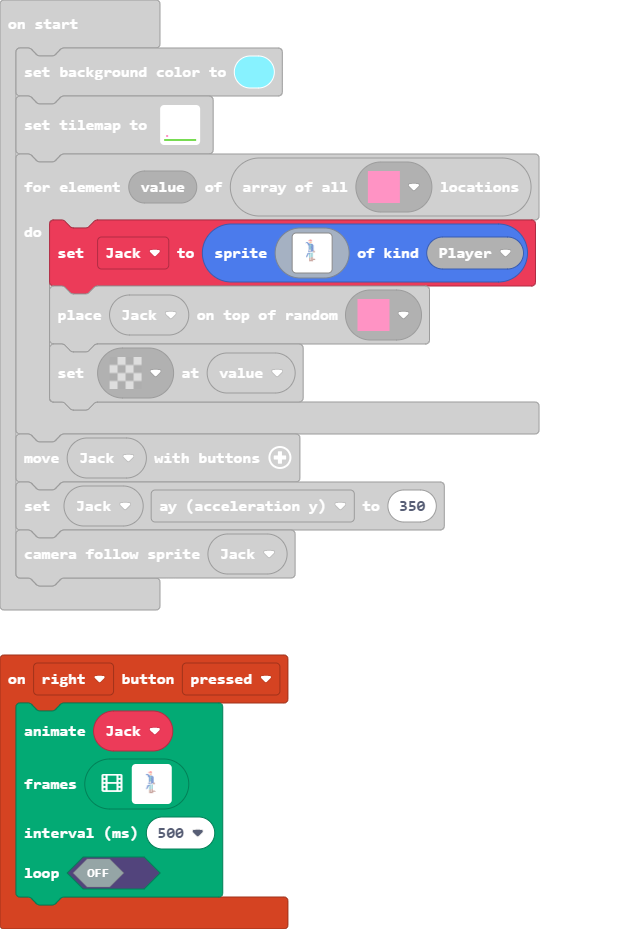 on start
set background color to
set tilemap to
for element value of array of all locations
do
set Jack to sprite of kind Player
place Jack on top of random
set at value
move Jack with buttons
set Jack ay (acceleration y) to 350
camera follow sprite Jack
on right button pressed
animate Jack
frames
interval (ms) 500
loop OFF